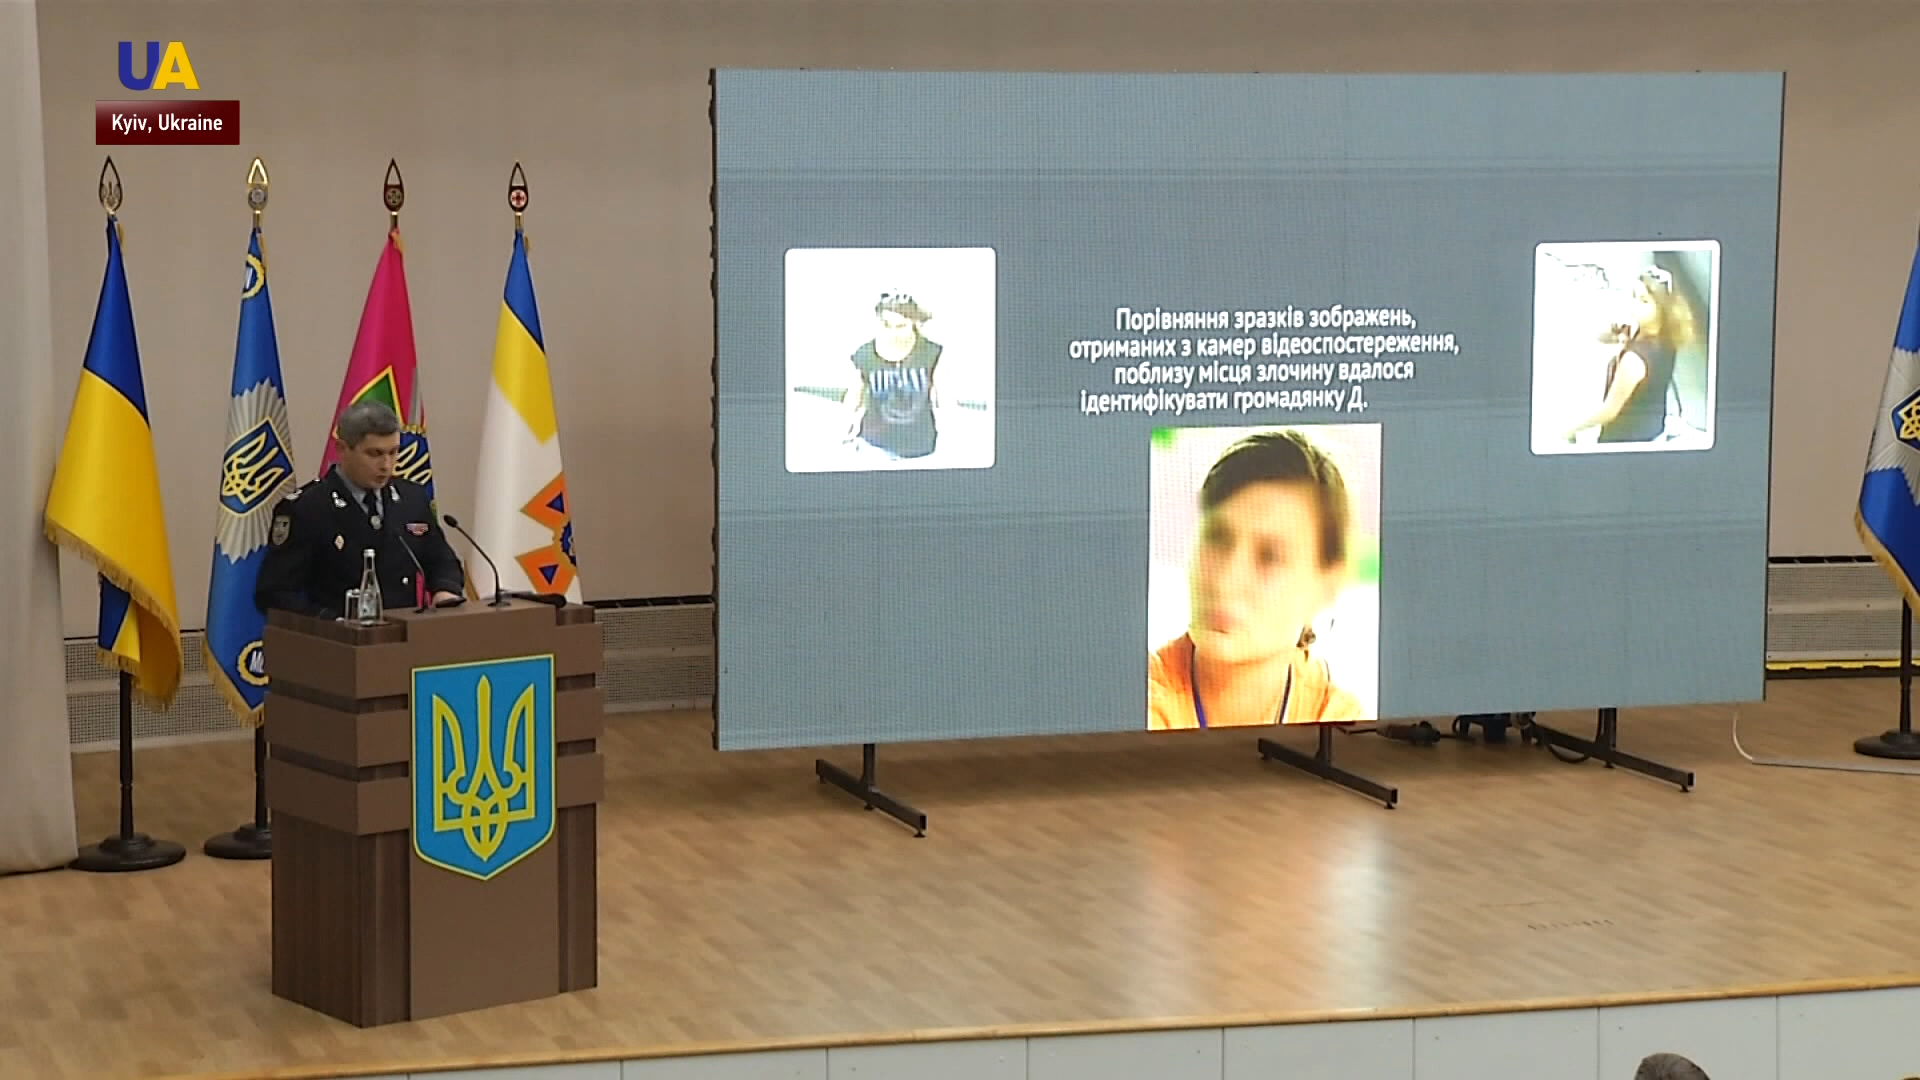 UA
Kyiv, Ukraine
Порівняння зразків зображень,
отриманих з камер відеоспостереження,
поблизу місця злочину вдалося
ідентифікувати громадянку Д.